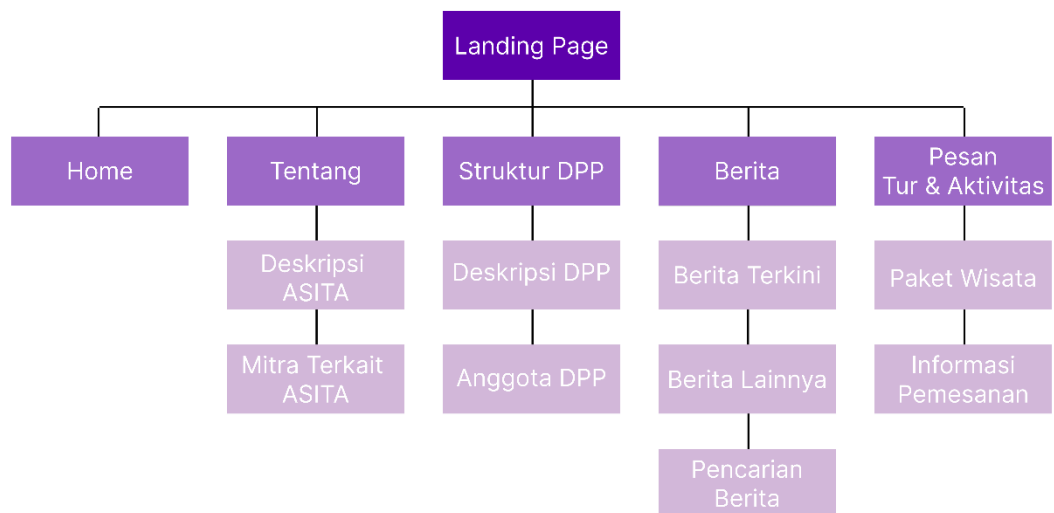 Landing Page
Home
Tentang
Struktur DPP
Berita
Pesan
Tur & Aktivitas
Deskripsi
ASITA
Deskripsi DPP
Berita Terkini
Paket Wisata
Mitra Terkait
ASITA
Anggota DPP
Berita Lainnya
Informasi
Pemesanan
Pencarian
Berita